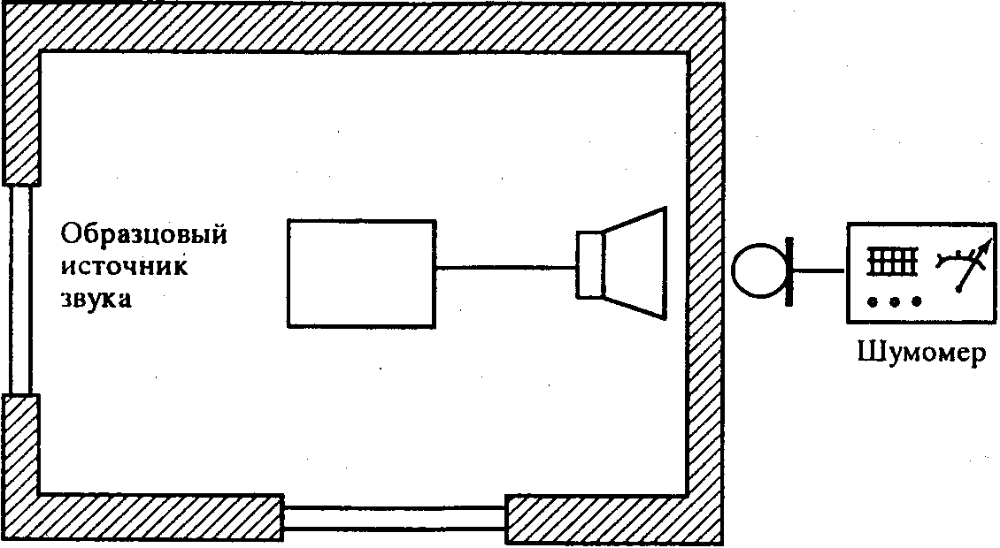 Образцовый
источник
звука
Шумомер